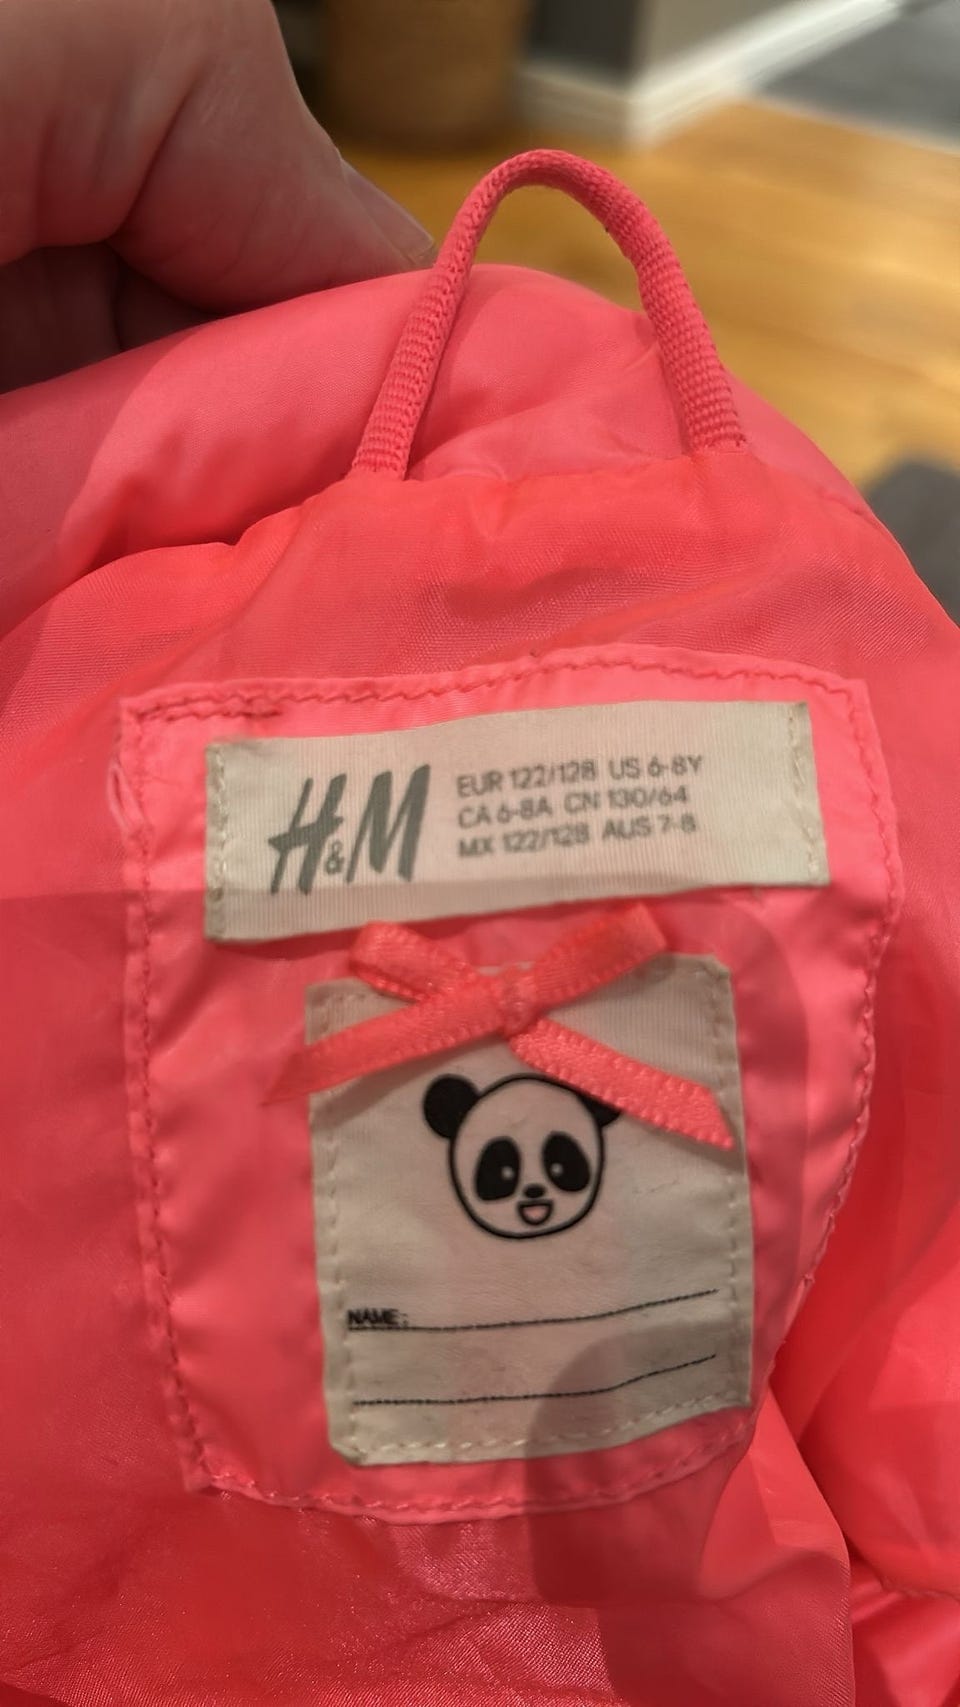 H&M
EUR 122/128 US 6-8Y
CA 6-8A CN 130/64
MX 122/128 AUS 7-8
NAME: